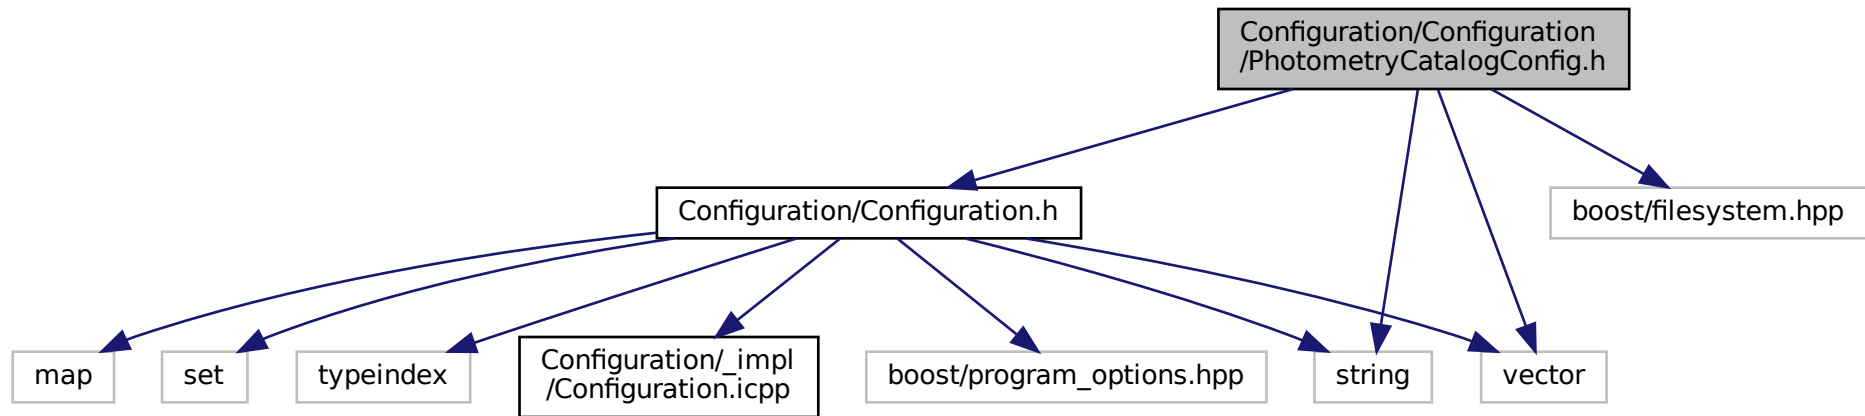 Configuration/Configuration
/PhotometryCatalogConfig.h
Configuration/Configuration.h
boost/filesystem.hpp
map
set
typeindex
Configuration/_impl
/Configuration.icpp
boost/program_options.hpp
string
vector